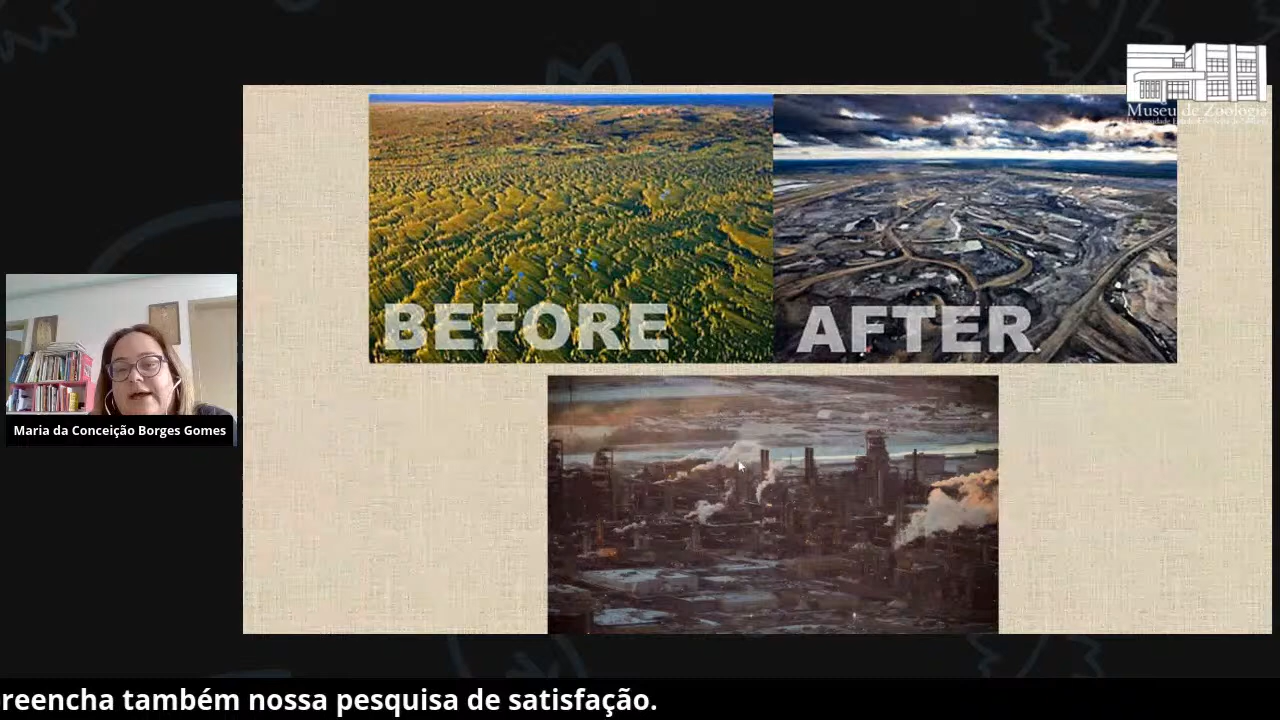 Museu de Zoologia
BEFORE
AFTER
Maria da Conceição Borges Gomes
reencha também nossa pesquisa de satisfação.